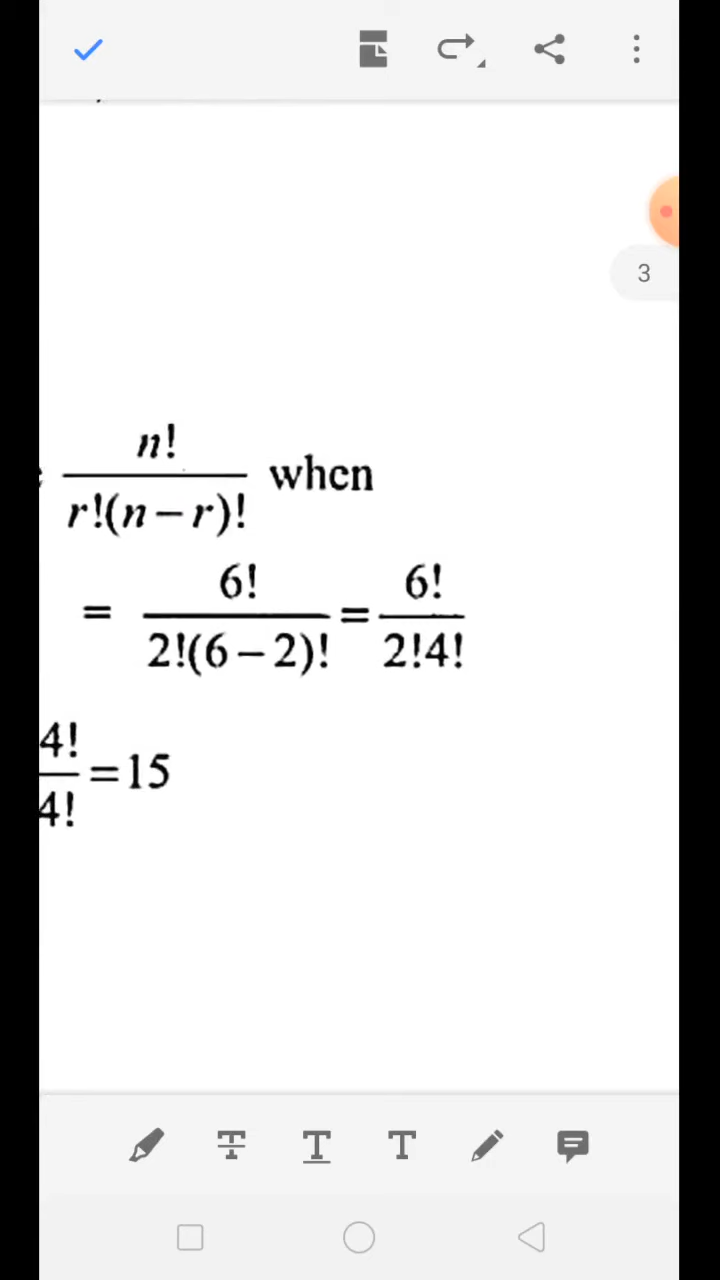 3
n!
r!(n−r)! when
= 6!/2!(6−2)! = 6!/2!4!
4!/4! =15